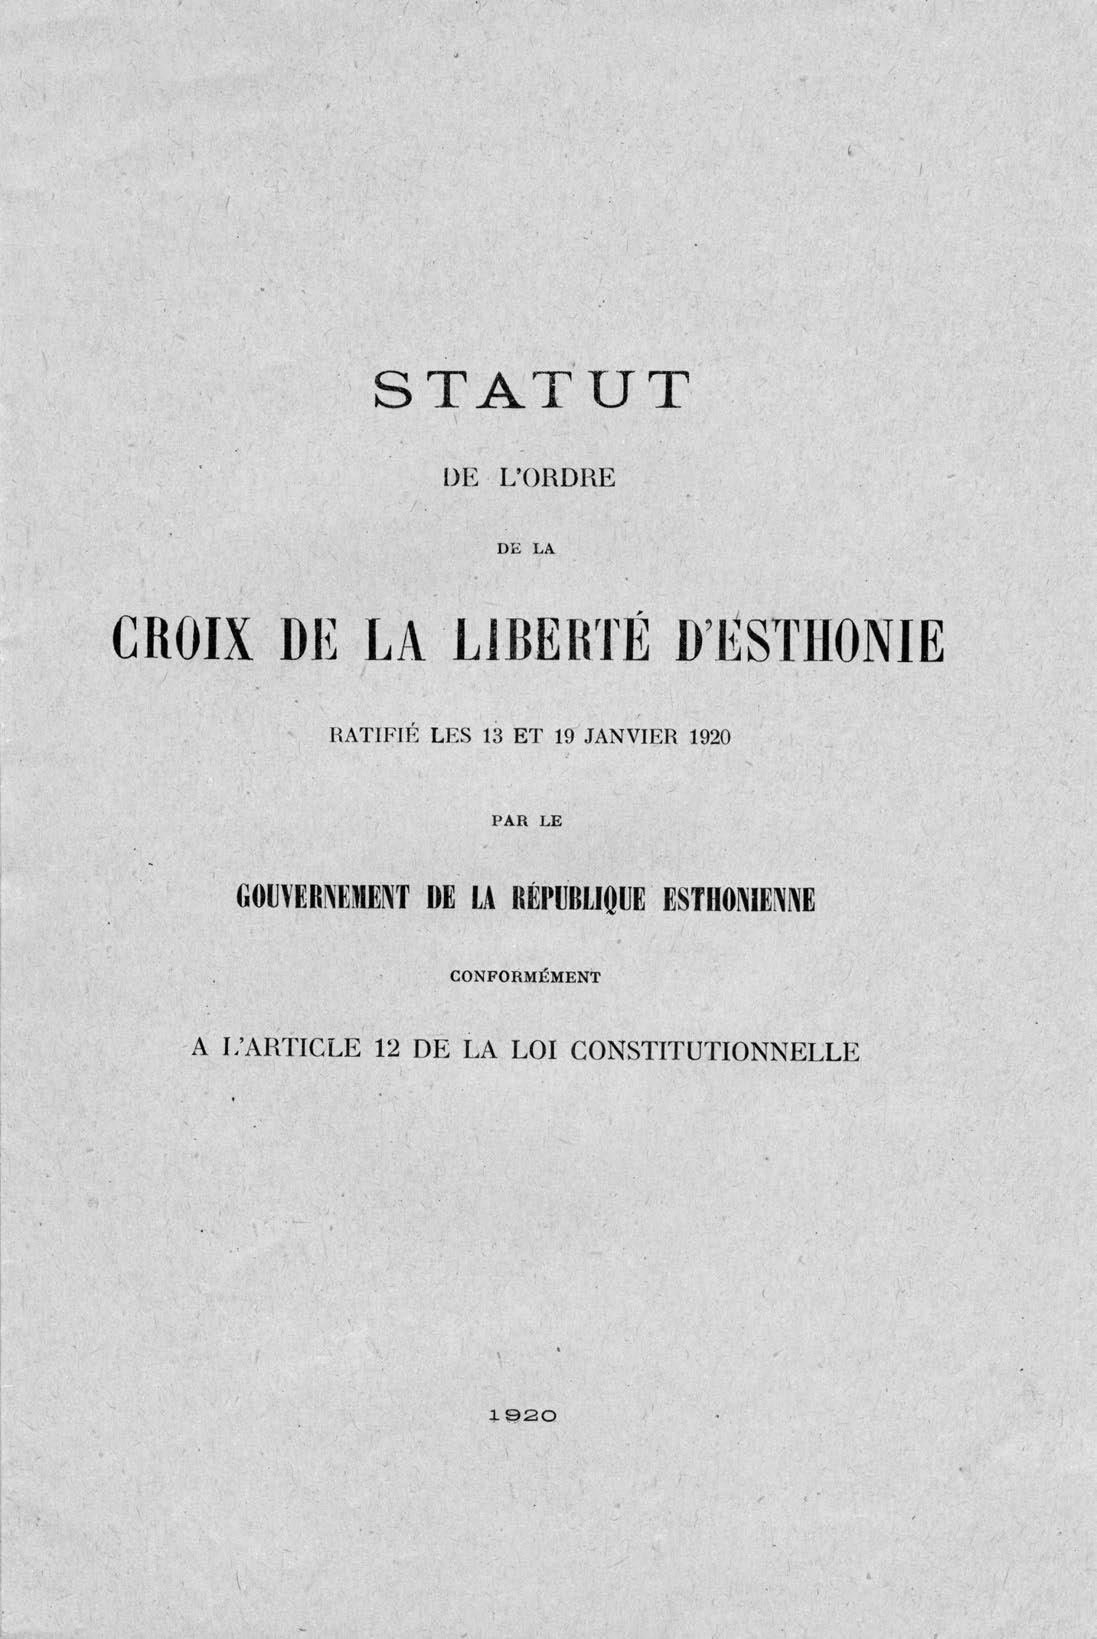 STATUT
DE L'ORDRE
DE LA
CROIX DE LA LIBERTÉ D'ÉSTHONIE
RATIFIÉ LES 13 ET 19 JANVIER 1920
PAR LE
GOUVERNEMENT DE LA RÉPUBLIQUE ESTHONIENNE
CONFORMÉMENT
A L'ARTICLE 12 DE LA LOI CONSTITUTIONNELLE
1920